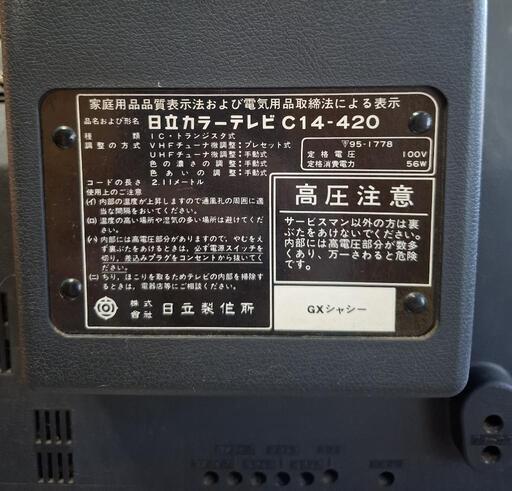 家庭用品品質表示法および電気用品取締法による表示
品名および形名 日立カラーテレビ C14-420
種類 IC・トランジスタ式
調整の方式 VHFチューナ微調整:プレセット式
UHFチューナ微調整:手動式
色の濃さの調整:手動式
色あいの調整:手動式
コードの長さ 2.11メートル
〒95-1778
定格電圧 100V
定格消費電力 56W
使用上のご注意
(イ)内部の温度が上昇しますので通風孔の周囲に適
当な間隔をおいてください。
(ロ)温度の高い場所や湿気の多い場所は避けてくだ
さい。
(ハ)内部には高電圧部分がありますので、やむをえ
ず裏ぶたをあけるときは、必ず電源スイッチを
切り、差込みプラグをコンセントから抜いてく
ださい。
(ニ)ちり、ほこりを取るためテレビの内部を掃除す
るときは、電器店等にご相談ください。
株式會社 日立製作所
高圧注意
サービスマン以外の方は裏
ぶたをあけないでください。
内部には高電圧部分が数多
くあり、万一さわると危険
です。
GXシャシー